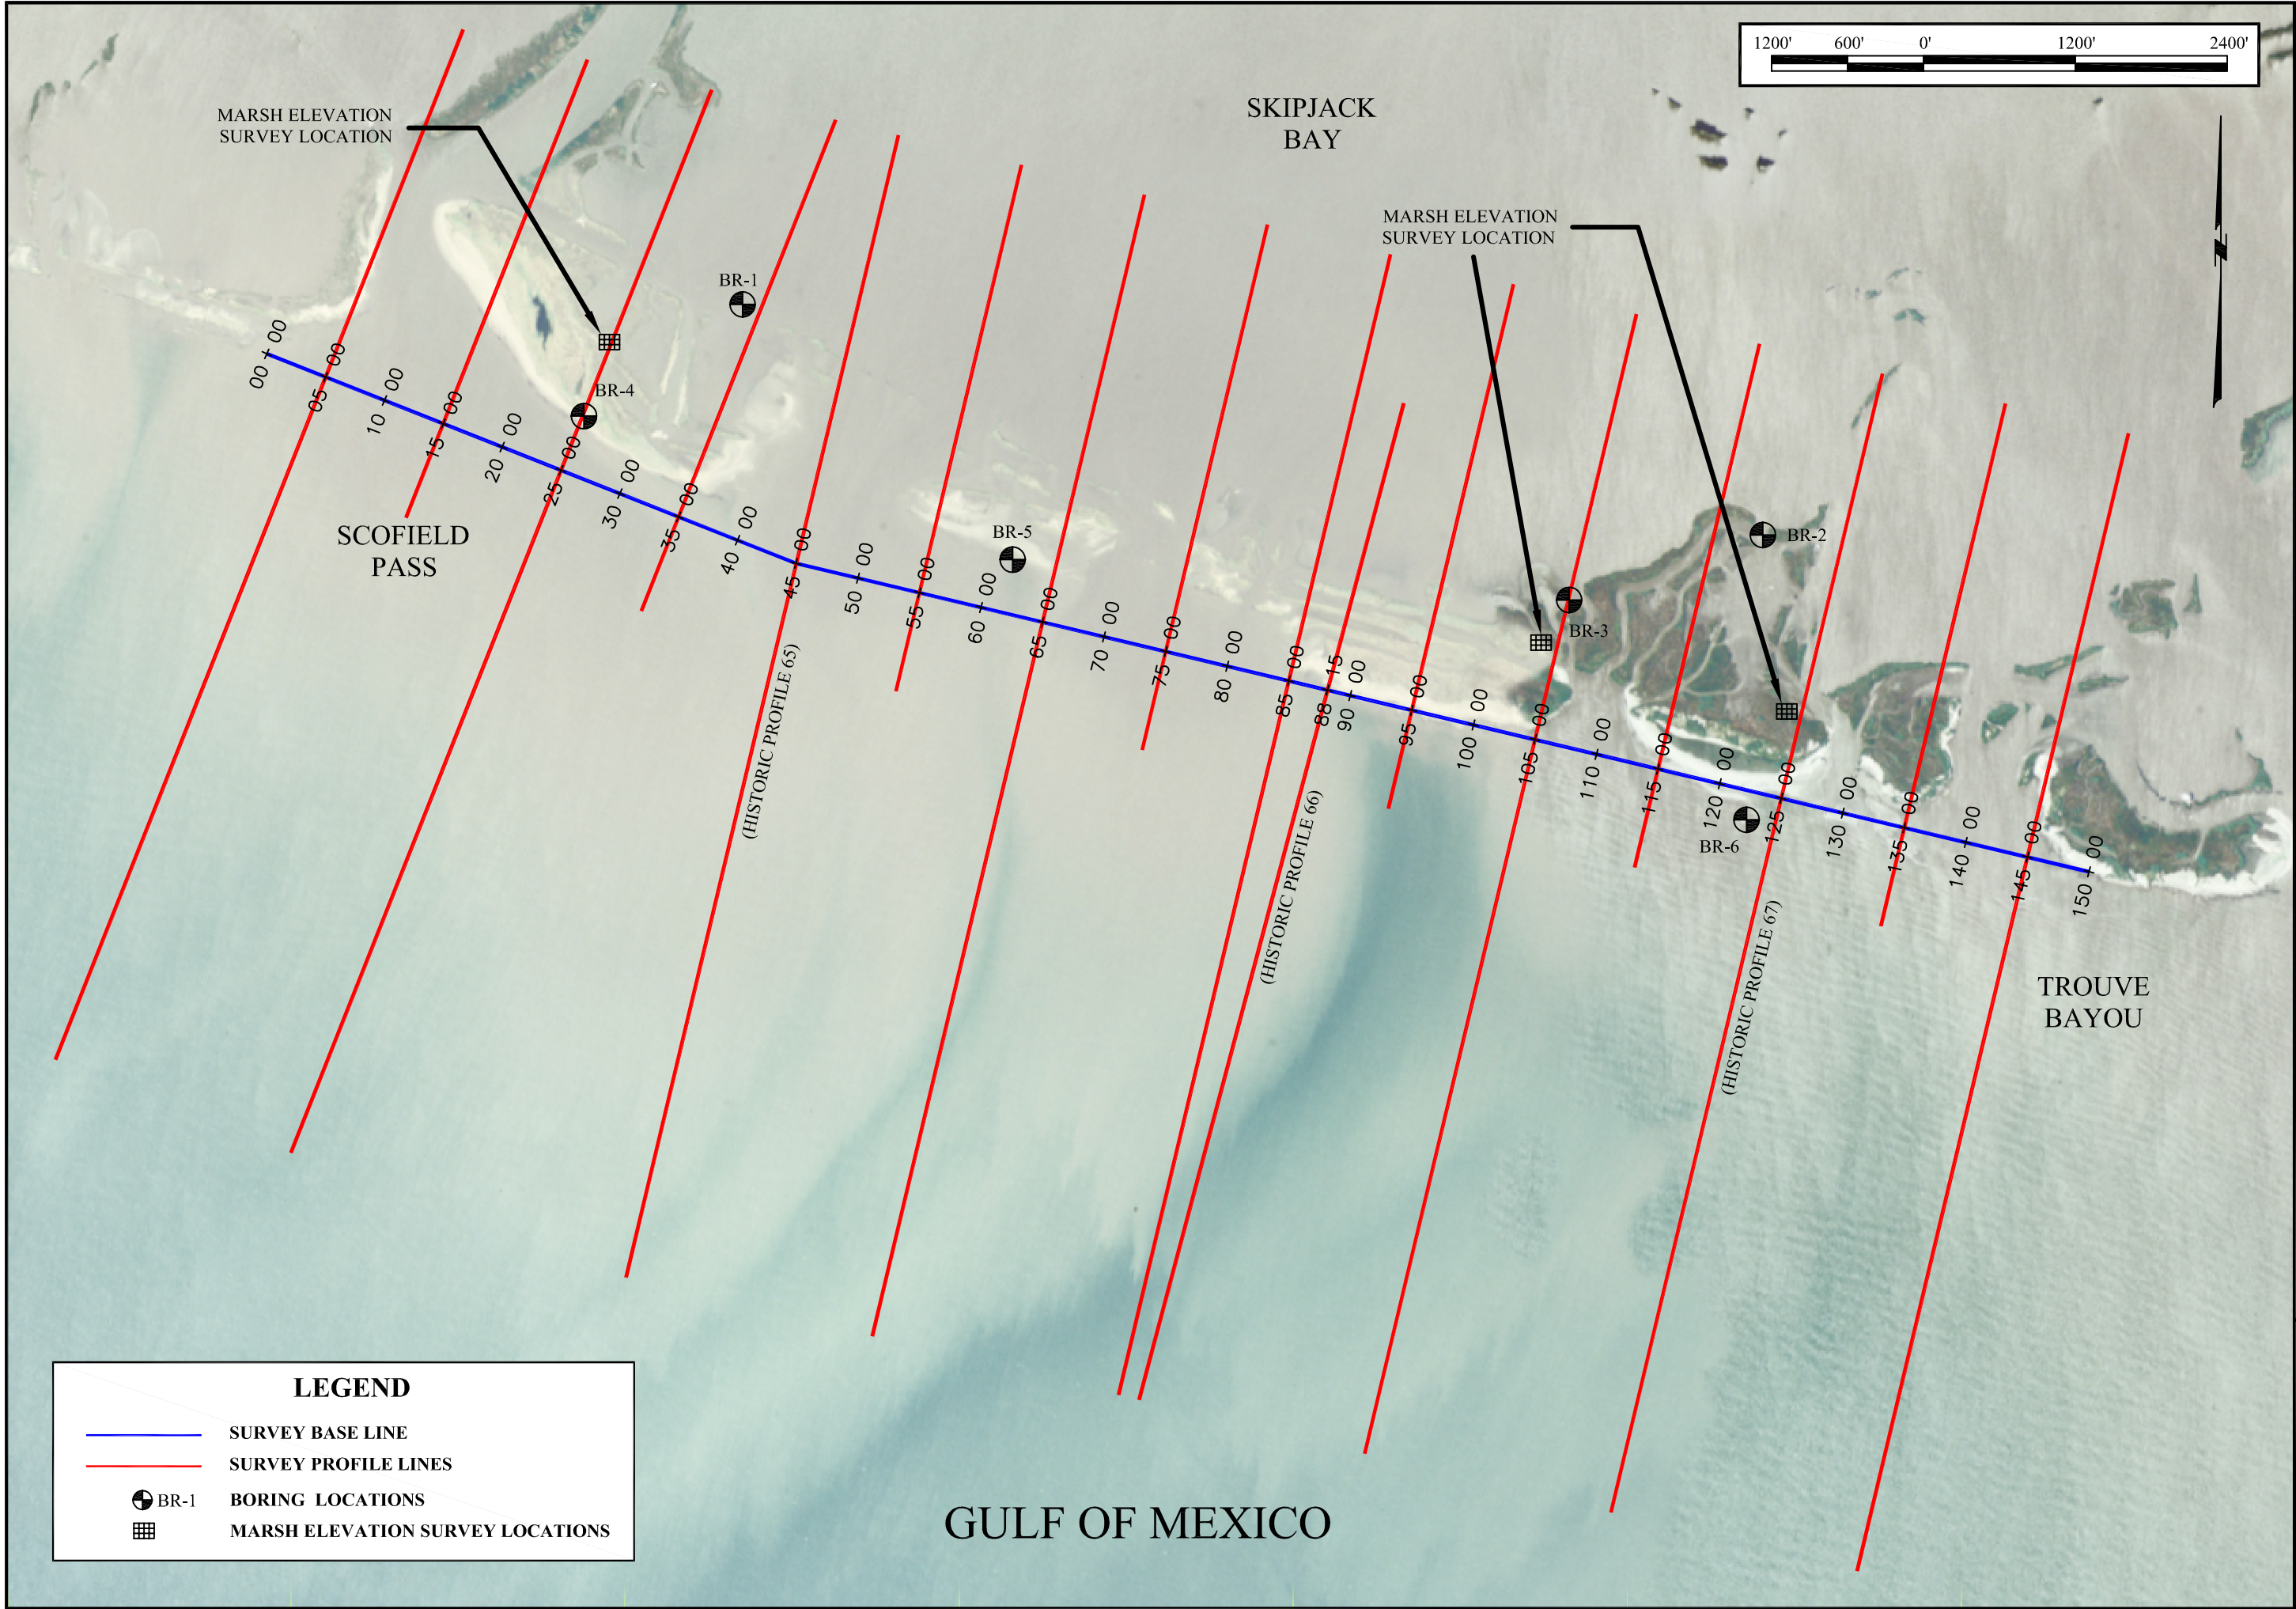 1200' 600' 0' 1200' 2400'
SKIPJACK
BAY
MARSH ELEVATION
SURVEY LOCATION
MARSH ELEVATION
SURVEY LOCATION
N
BR-1
BR-4
BR-5
BR-2
BR-3
BR-6
00 + 00
05 + 00
10 + 00
15 + 00
20 + 00
25 + 00
30 + 00
35 + 00
40 + 00
45 + 00
50 + 00
55 + 00
60 + 00
65 + 00
70 + 00
75 + 00
80 + 00
85 + 00
88 + 15
90 + 00
95 + 00
100 + 00
105 + 00
110 + 00
115 + 00
120 + 00
125 + 00
130 + 00
135 + 00
140 + 00
145 + 00
150 + 00
SCOFIELD
PASS
(HISTORIC PROFILE 65)
(HISTORIC PROFILE 66)
(HISTORIC PROFILE 67)
TROUVE
BAYOU
GULF OF MEXICO
LEGEND
SURVEY BASE LINE
SURVEY PROFILE LINES
BR-1 BORING LOCATIONS
MARSH ELEVATION SURVEY LOCATIONS